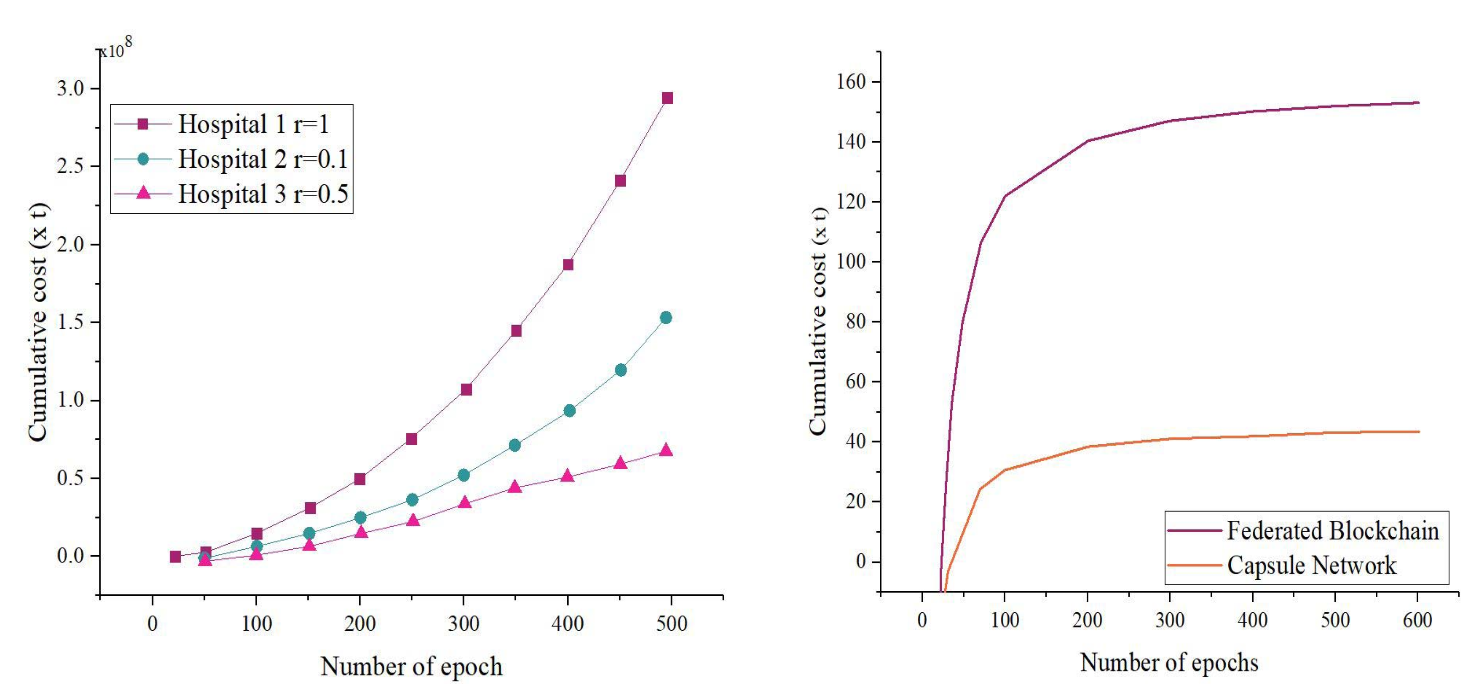 x10⁸
3.0
2.5
2.0
1.5
1.0
0.5
0.0
Cumulative cost (x t)
Hospital 1 r=1
Hospital 2 r=0.1
Hospital 3 r=0.5
0 100 200 300 400 500
Number of epoch
160
140
120
100
80
60
40
20
0
Cumulative cost (x t)
Federated Blockchain
Capsule Network
0 100 200 300 400 500 600
Number of epochs